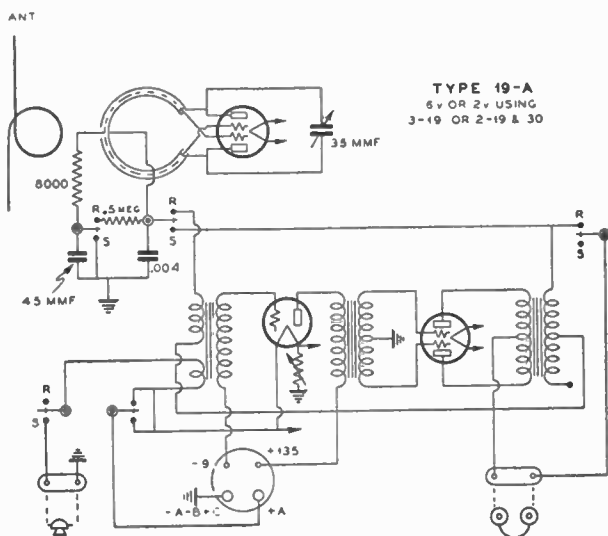 ANT
TYPE 19-A
6v OR 2v USING
3-19 OR 2-19 & 30
35 MMF
8000
R .5 MEG
R
S
S
.004
45 MMF
R
S
R
S
-9
+135
-A-B+C
+A